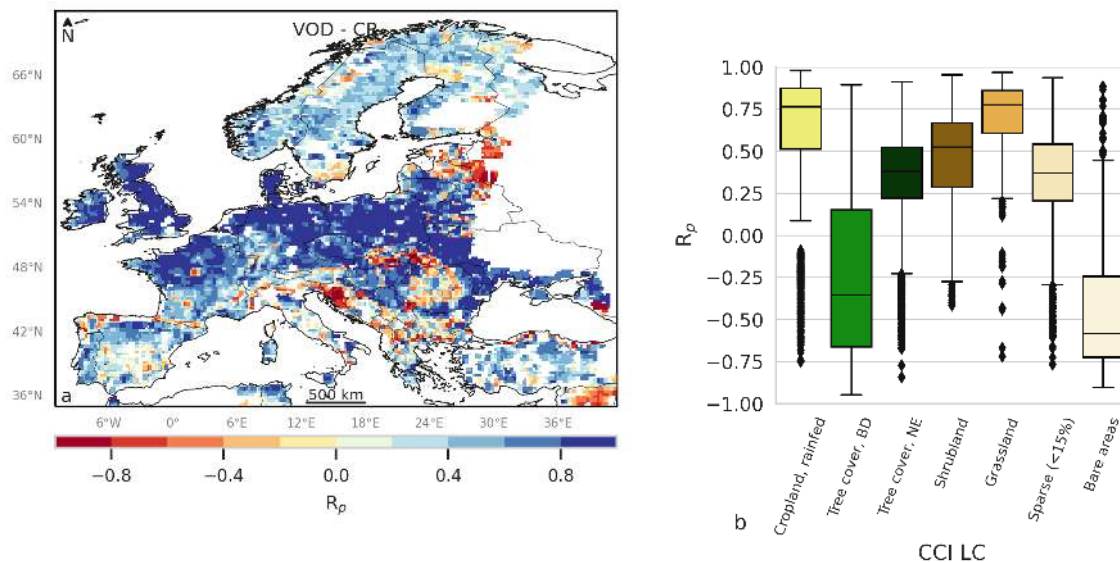 N
VOD - CR
66°N
60°N
54°N
48°N
42°N
36°N
a
500 km
6°W 0° 6°E 12°E 18°E 24°E 30°E 36°E
−0.8 −0.4 0.0 0.4 0.8
Rp
1.00
0.75
0.50
0.25
0.00
−0.25
−0.50
−0.75
−1.00
Rp
Cropland, rainfed
Tree cover, BD
Tree cover, NE
Shrubland
Grassland
Sparse (<15%)
Bare areas
b
CCI LC